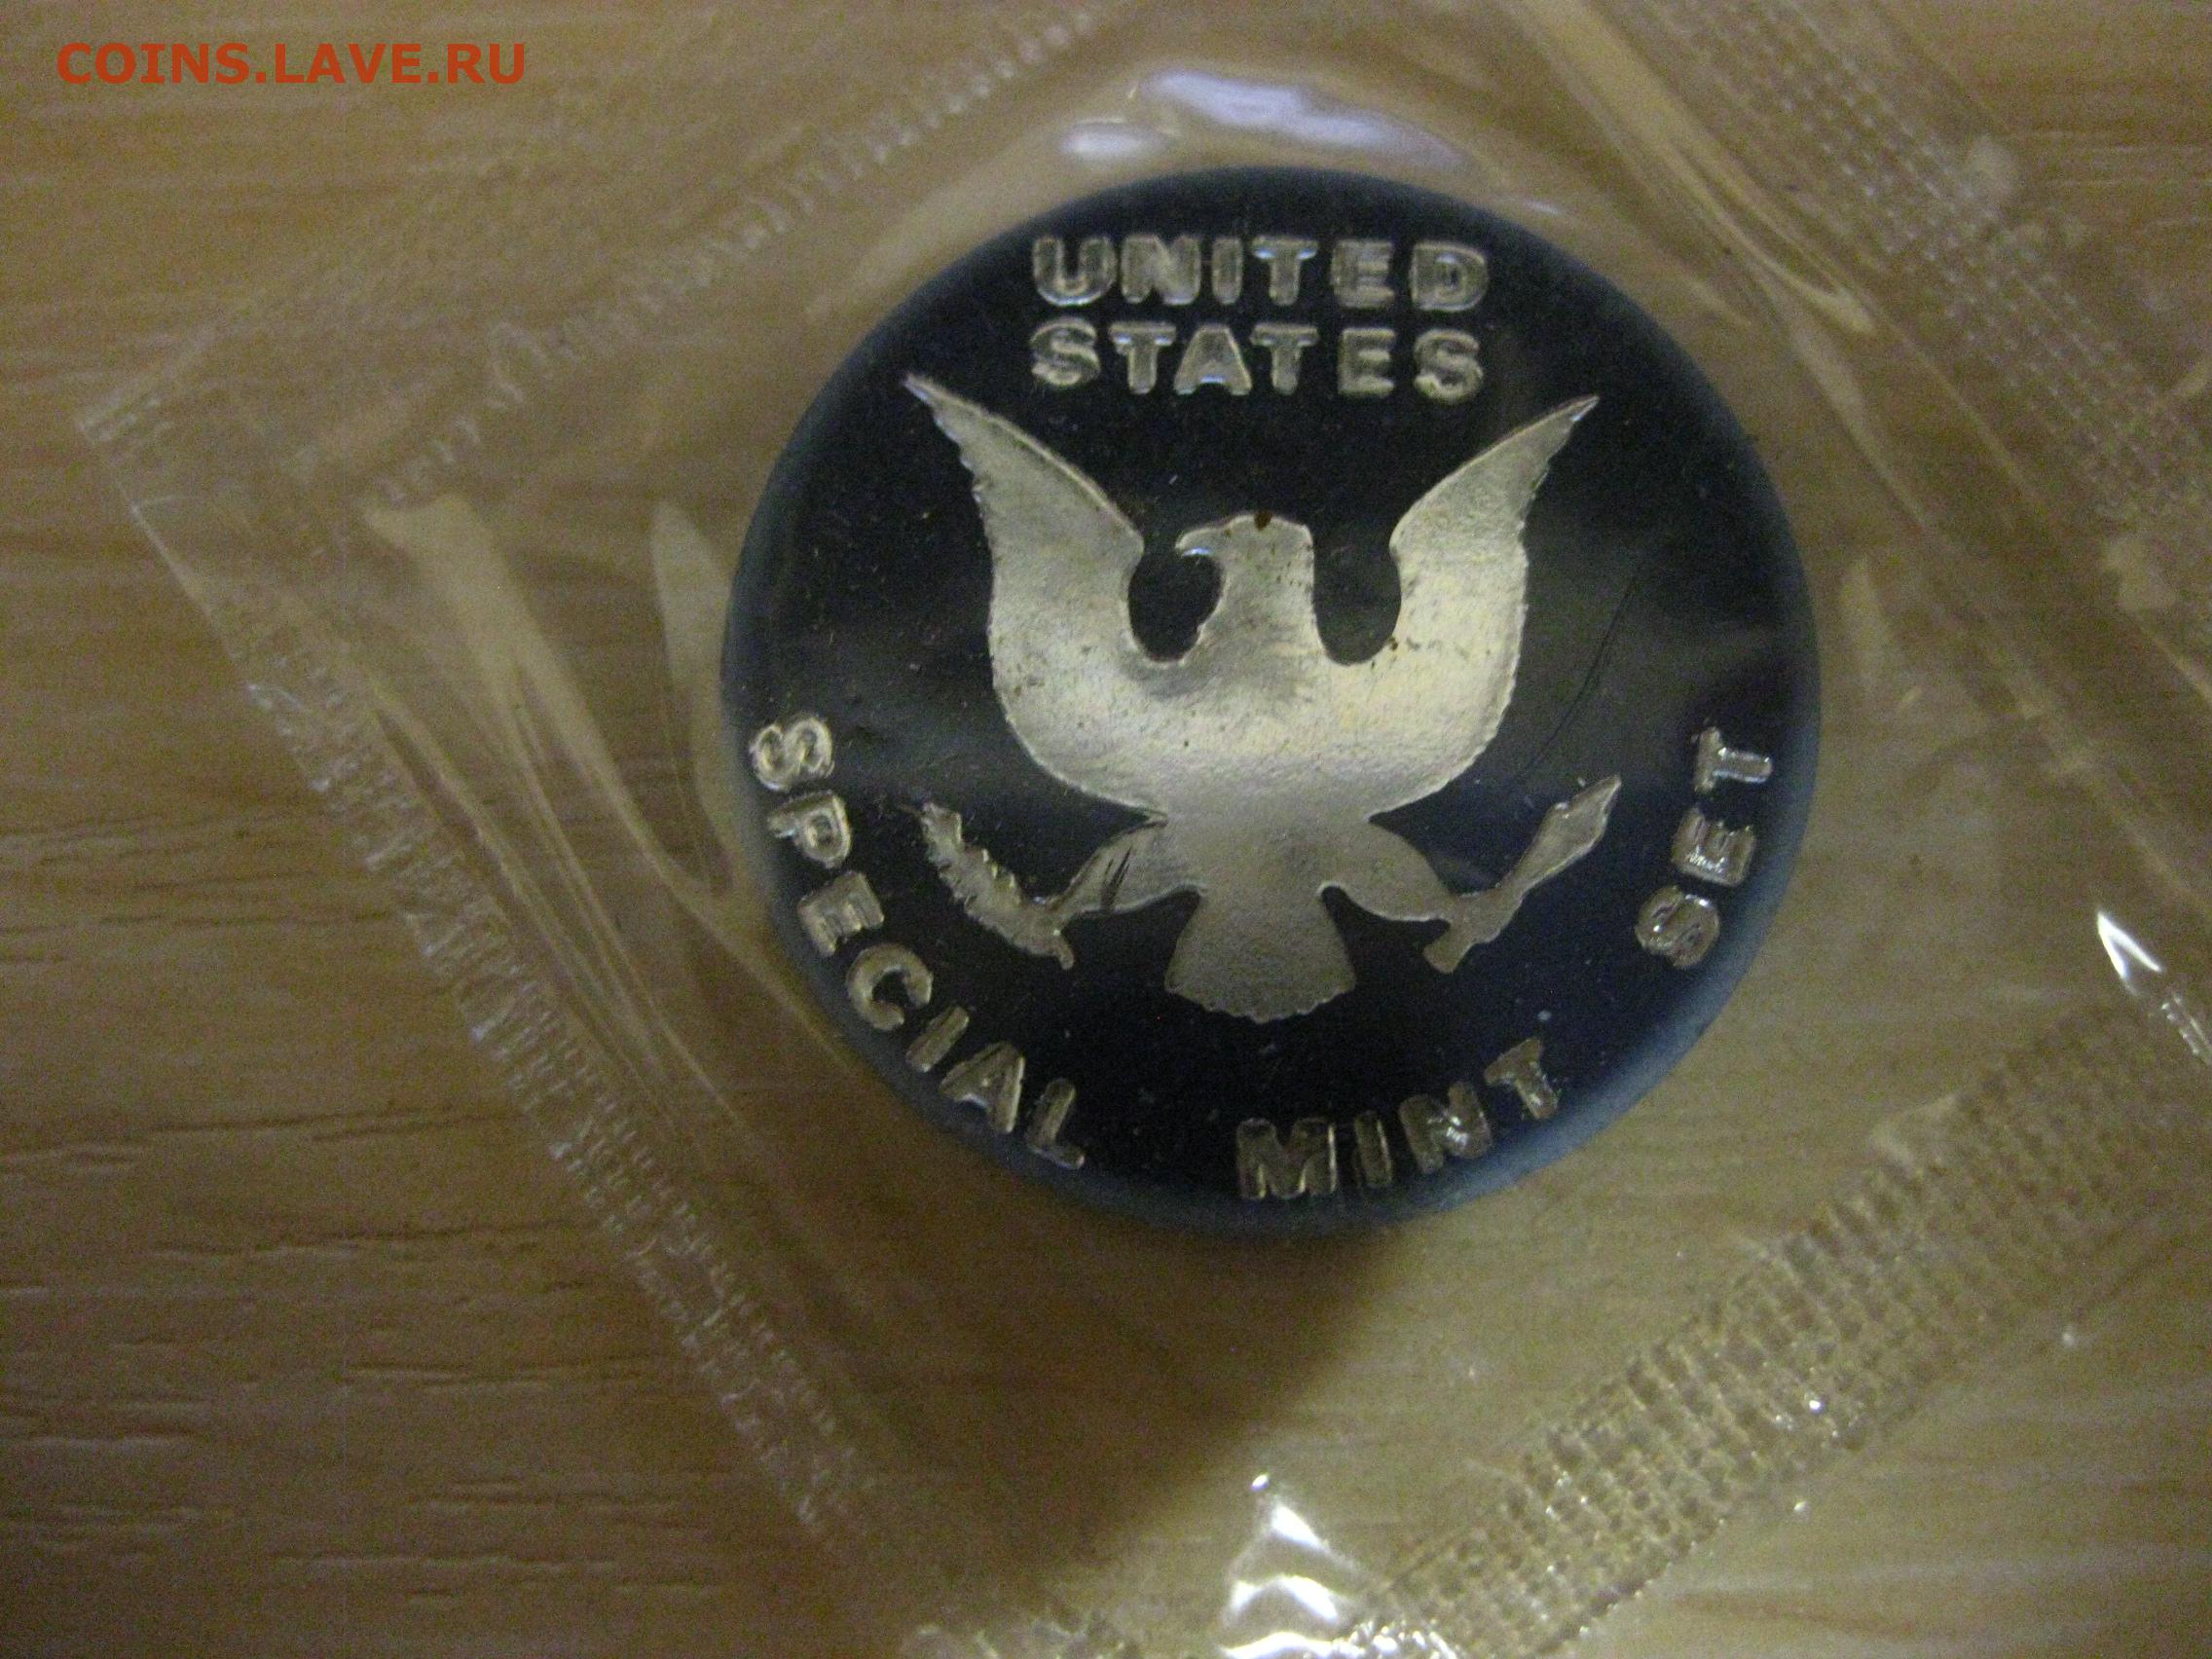 COINS.LAVE.RU
UNITED
STATES
SPECIAL MINT SET